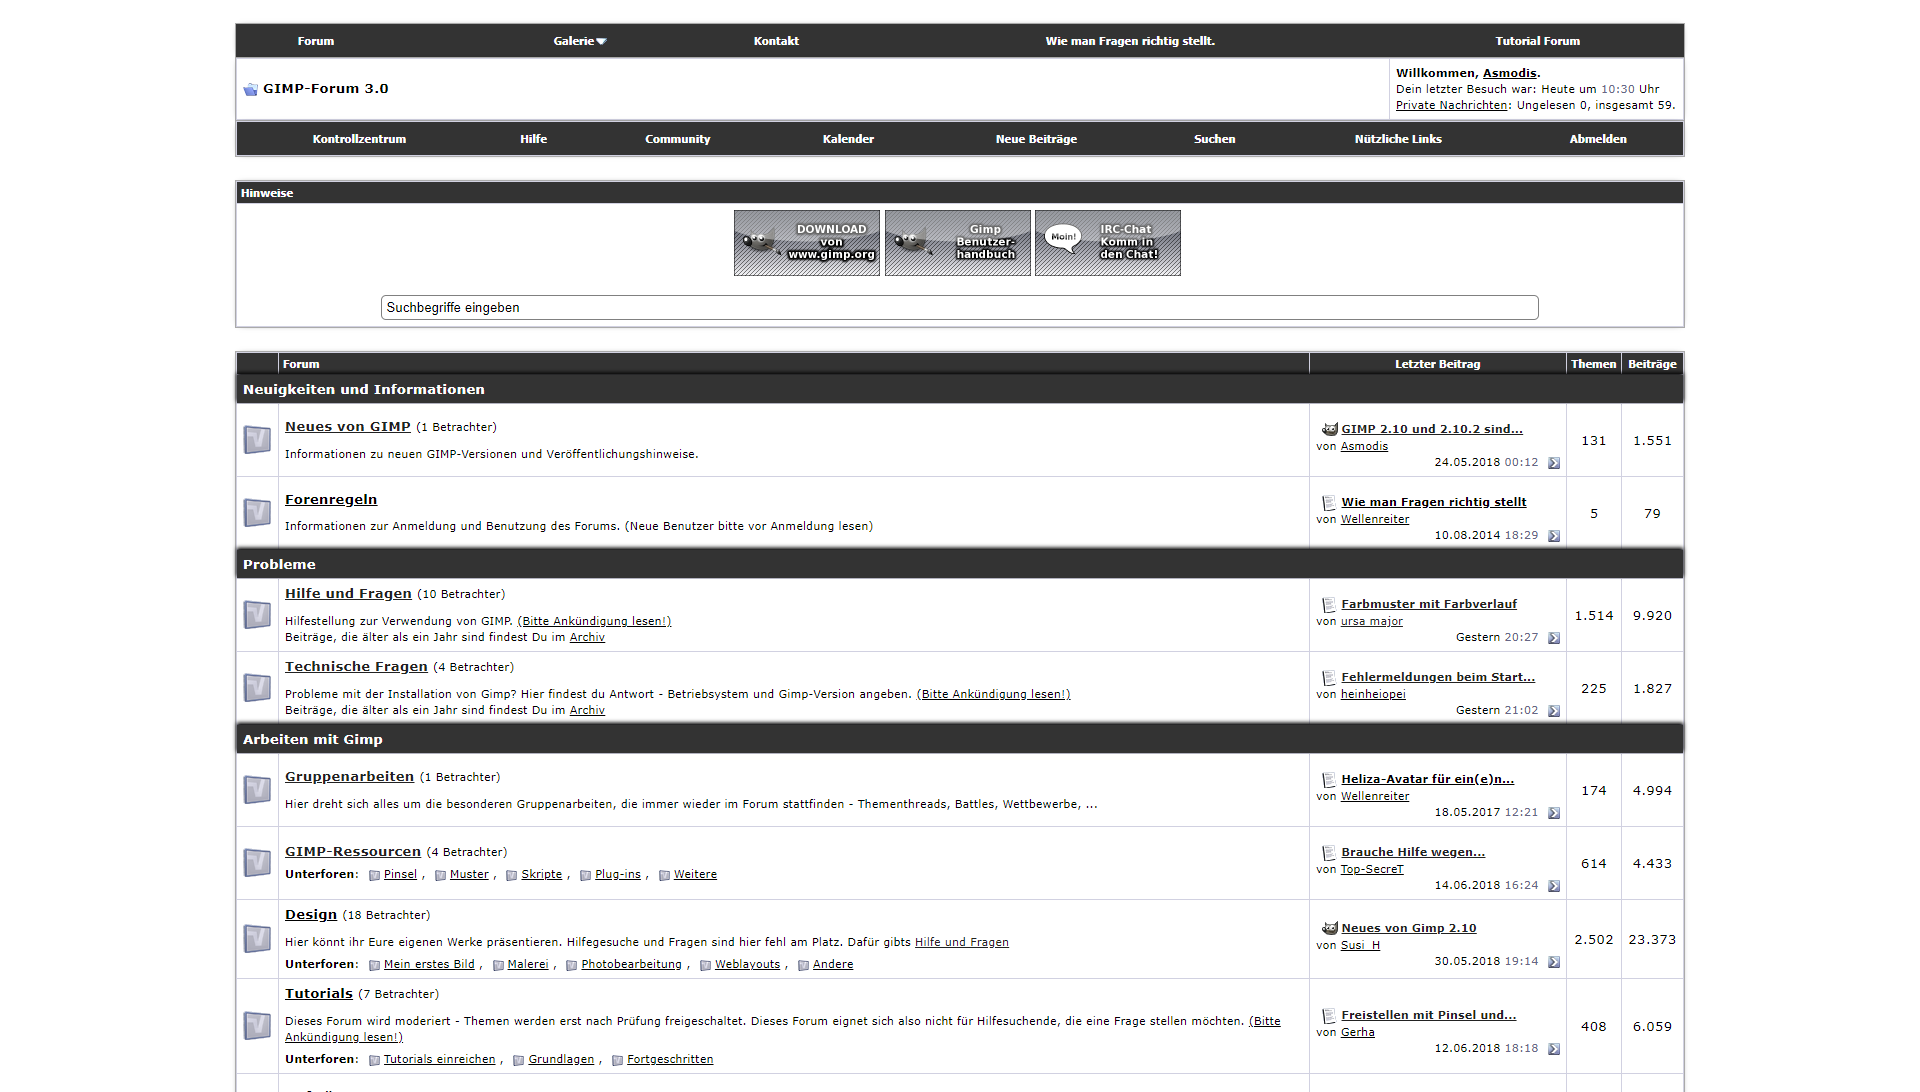 Forum Galerie Kontakt Wie man Fragen richtig stellt. Tutorial Forum
GIMP-Forum 3.0
Willkommen, Asmodis.
Dein letzter Besuch war: Heute um 10:30 Uhr
Private Nachrichten: Ungelesen 0, insgesamt 59.
Kontrollzentrum Hilfe Community Kalender Neue Beiträge Suchen Nützliche Links Abmelden
Hinweise
DOWNLOAD
von
www.gimp.org
Gimp
Benutzer-
handbuch
Moin!
IRC-Chat
Komm in
den Chat!
Suchbegriffe eingeben
Forum Letzter Beitrag Themen Beiträge
Neuigkeiten und Informationen
Neues von GIMP (1 Betrachter)
Informationen zu neuen GIMP-Versionen und Veröffentlichungshinweise.
GIMP 2.10 und 2.10.2 sind...
von Asmodis
24.05.2018 00:12
131
1.551
Forenregeln
Informationen zur Anmeldung und Benutzung des Forums. (Neue Benutzer bitte vor Anmeldung lesen)
Wie man Fragen richtig stellt
von Wellenreiter
10.08.2014 18:29
5
79
Probleme
Hilfe und Fragen (10 Betrachter)
Hilfestellung zur Verwendung von GIMP. (Bitte Ankündigung lesen!)
Beiträge, die älter als ein Jahr sind findest Du im Archiv
Farbmuster mit Farbverlauf
von ursa major
Gestern 20:27
1.514
9.920
Technische Fragen (4 Betrachter)
Probleme mit der Installation von Gimp? Hier findest du Antwort - Betriebsystem und Gimp-Version angeben. (Bitte Ankündigung lesen!)
Beiträge, die älter als ein Jahr sind findest Du im Archiv
Fehlermeldungen beim Start...
von heinheiopei
Gestern 21:02
225
1.827
Arbeiten mit Gimp
Gruppenarbeiten (1 Betrachter)
Hier dreht sich alles um die besonderen Gruppenarbeiten, die immer wieder im Forum stattfinden - Thementhreads, Battles, Wettbewerbe, ...
Heliza-Avatar für ein(e)n...
von Wellenreiter
18.05.2017 12:21
174
4.994
GIMP-Ressourcen (4 Betrachter)
Unterforen: Pinsel , Muster , Skripte , Plug-ins , Weitere
Brauche Hilfe wegen...
von Top-SecreT
14.06.2018 16:24
614
4.433
Design (18 Betrachter)
Hier könnt ihr Eure eigenen Werke präsentieren. Hilfegesuche und Fragen sind hier fehl am Platz. Dafür gibts Hilfe und Fragen
Unterforen: Mein erstes Bild , Malerei , Photobearbeitung , Weblayouts , Andere
Neues von Gimp 2.10
von Susi_H
30.05.2018 19:14
2.502
23.373
Tutorials (7 Betrachter)
Dieses Forum wird moderiert - Themen werden erst nach Prüfung freigeschaltet. Dieses Forum eignet sich also nicht für Hilfesuchende, die eine Frage stellen möchten. (Bitte
Ankündigung lesen!)
Unterforen: Tutorials einreichen , Grundlagen , Fortgeschritten
Freistellen mit Pinsel und...
von Gerha
12.06.2018 18:18
408
6.059